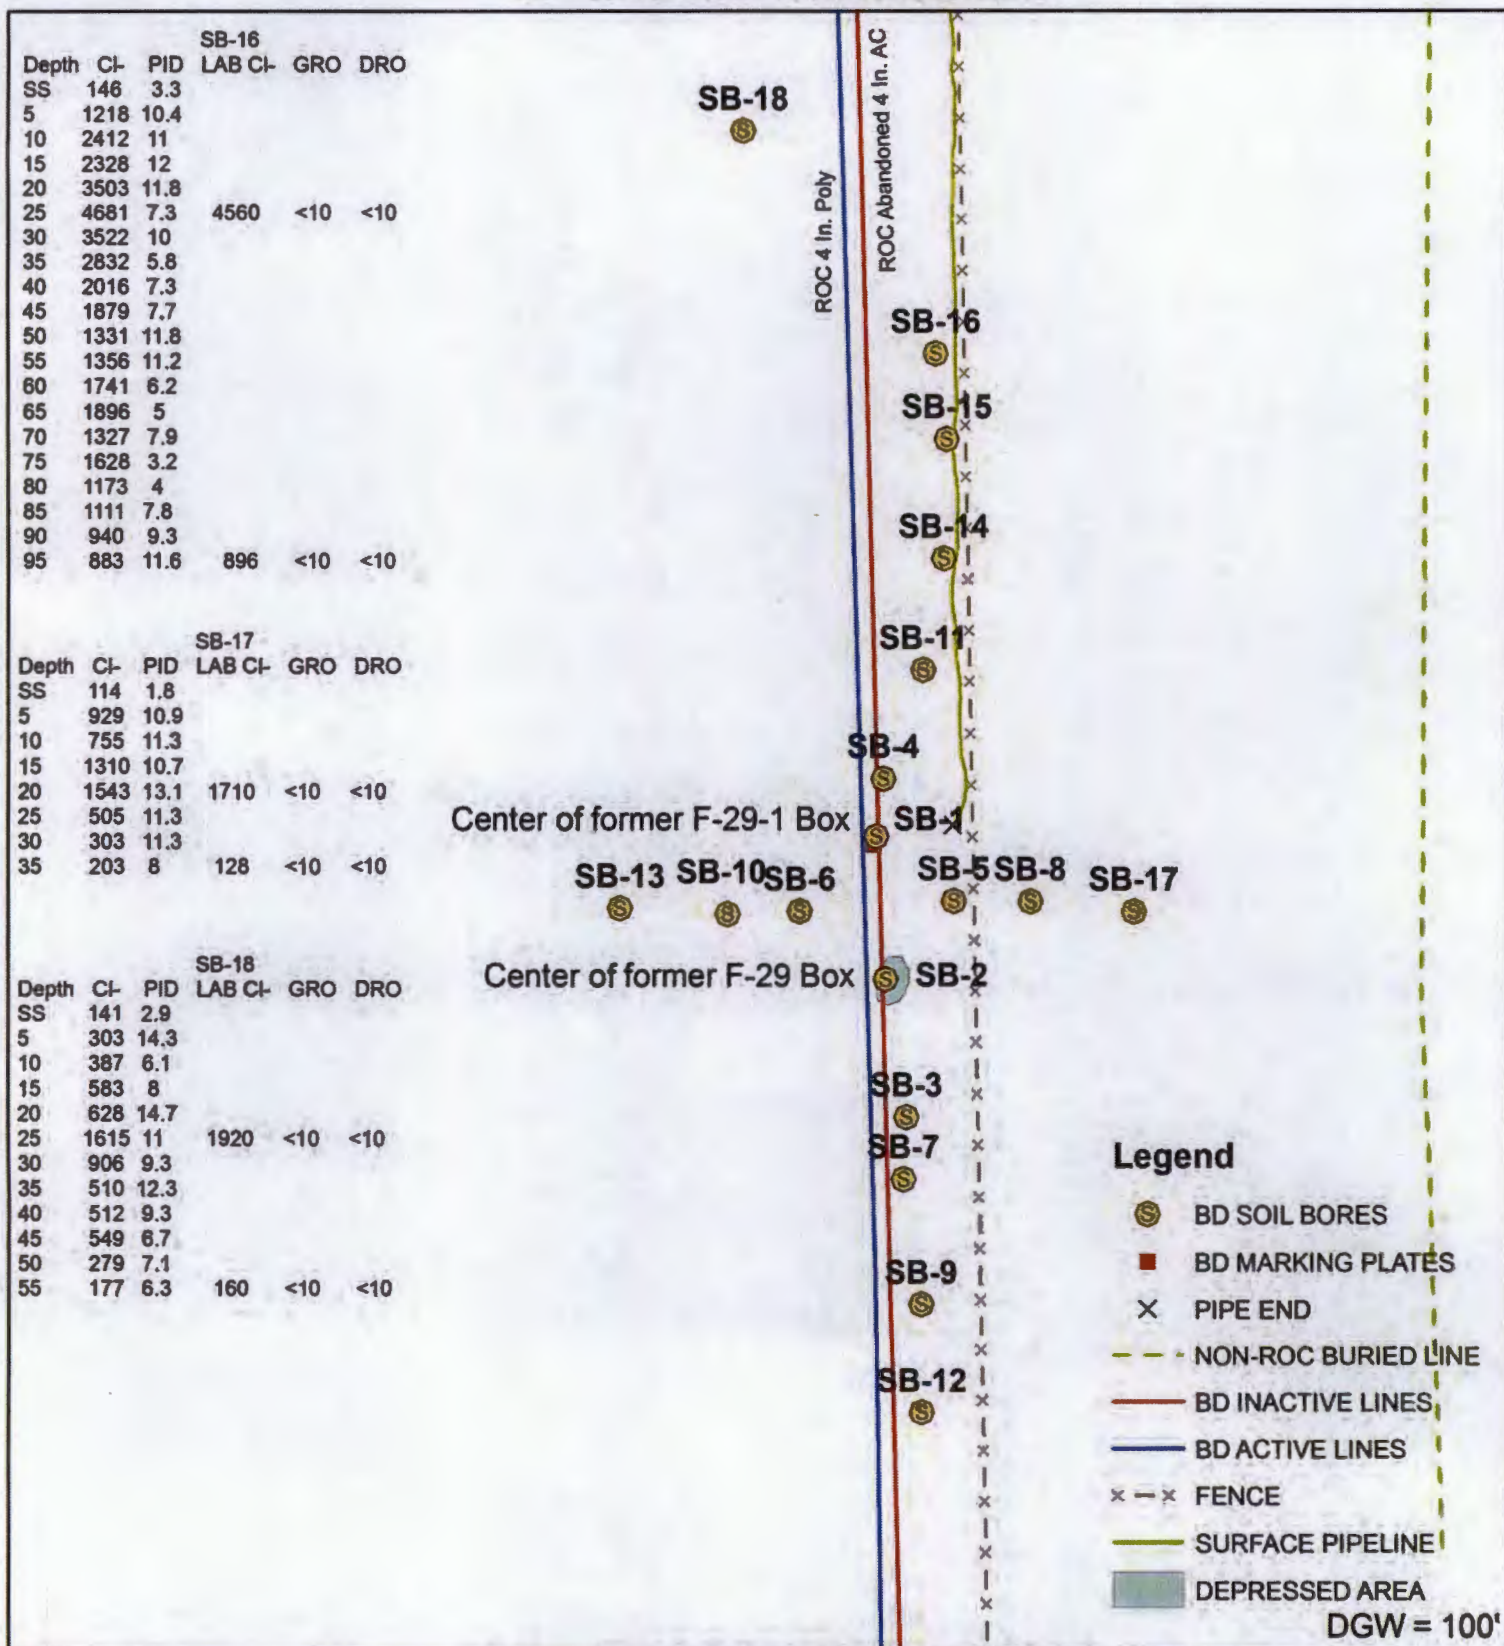 SB-16
Depth Cl- PID LAB Cl- GRO DRO
SS 146 3.3
5 1218 10.4
10 2412 11
15 2328 12
20 3503 11.8
25 4681 7.3 4560 <10 <10
30 3522 10
35 2832 5.8
40 2016 7.3
45 1879 7.7
50 1331 11.8
55 1356 11.2
60 1741 6.2
65 1896 5
70 1327 7.9
75 1628 3.2
80 1173 4
85 1111 7.8
90 940 9.3
95 883 11.6 896 <10 <10
SB-17
Depth Cl- PID LAB Cl- GRO DRO
SS 114 1.8
5 929 10.9
10 755 11.3
15 1310 10.7
20 1543 13.1 1710 <10 <10
25 505 11.3
30 303 11.3
35 203 8 128 <10 <10
SB-18
Depth Cl- PID LAB Cl- GRO DRO
SS 141 2.9
5 303 14.3
10 387 6.1
15 583 8
20 628 14.7
25 1615 11 1920 <10 <10
30 906 9.3
35 510 12.3
40 512 9.3
45 549 6.7
50 279 7.1
55 177 6.3 160 <10 <10
ROC 4 In. Poly
ROC Abandoned 4 In. AC
SB-18
SB-16
SB-15
SB-14
SB-11
SB-4
Center of former F-29-1 Box SB-1
SB-13 SB-10 SB-6 SB-5 SB-8 SB-17
Center of former F-29 Box SB-2
SB-3
SB-7
SB-9
SB-12
Legend
S BD SOIL BORES
BD MARKING PLATES
PIPE END
NON-ROC BURIED LINE
BD INACTIVE LINES
BD ACTIVE LINES
FENCE
SURFACE PIPELINE
DEPRESSED AREA
DGW = 100'